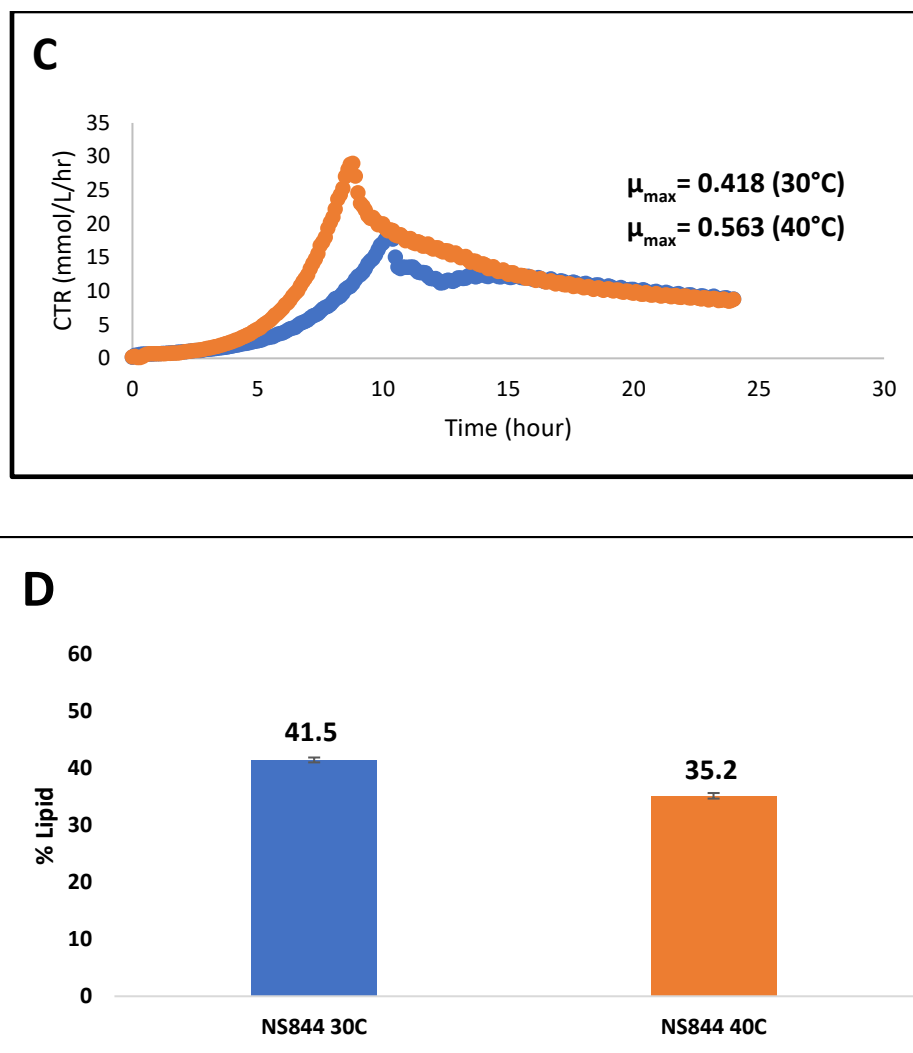 C
35
30
25
20
15
10
5
0
CTR (mmol/L/hr)
μmax= 0.418 (30°C)
μmax= 0.563 (40°C)
0 5 10 15 20 25 30
Time (hour)
D
60
50
40
30
20
10
0
% Lipid
41.5
35.2
NS844 30C NS844 40C